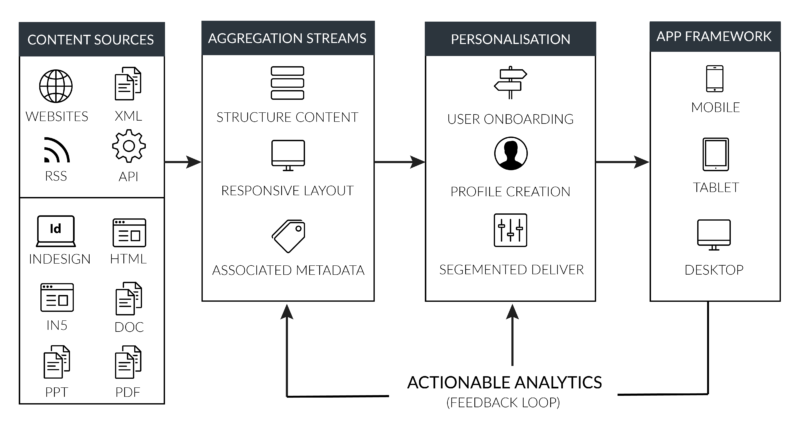 CONTENT SOURCES
WEBSITES
XML
RSS
API
Id
INDESIGN
HTML
IN5
DOC
PPT
PDF
AGGREGATION STREAMS
STRUCTURE CONTENT
RESPONSIVE LAYOUT
ASSOCIATED METADATA
PERSONALISATION
USER ONBOARDING
PROFILE CREATION
SEGEMENTED DELIVER
APP FRAMEWORK
MOBILE
TABLET
DESKTOP
ACTIONABLE ANALYTICS
(FEEDBACK LOOP)